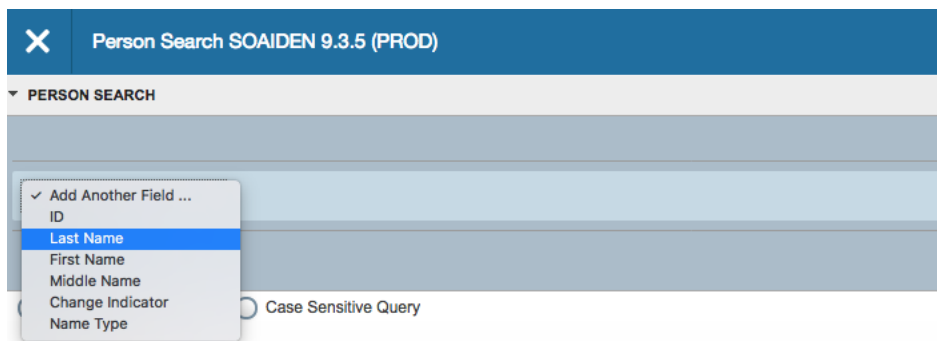 Person Search SOAIDEN 9.3.5 (PROD)
PERSON SEARCH
Add Another Field ...
ID
Last Name
First Name
Middle Name
Change Indicator
Name Type
Case Sensitive Query